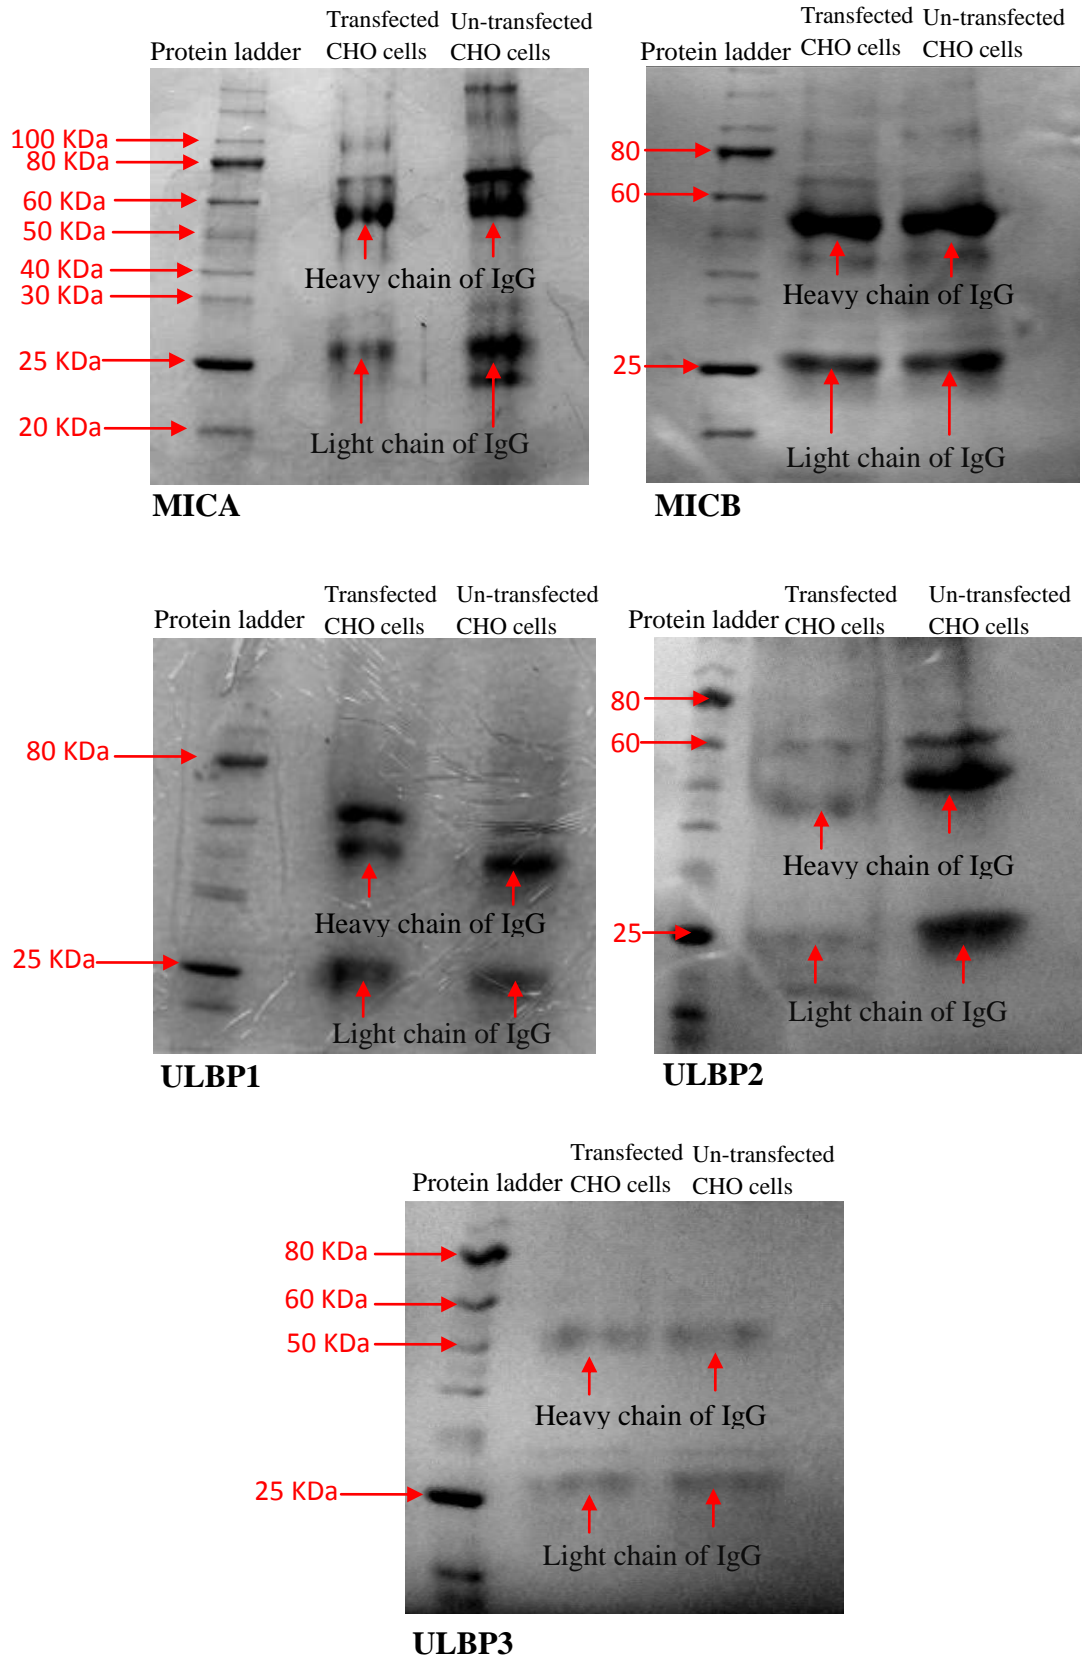 Transfected
CHO cells
Un-transfected
CHO cells
Protein ladder
100 KDa
80 KDa
60 KDa
50 KDa
40 KDa
30 KDa
25 KDa
20 KDa
Heavy chain of IgG
Light chain of IgG
MICA
Transfected
CHO cells
Un-transfected
CHO cells
Protein ladder
80
60
25
Heavy chain of IgG
Light chain of IgG
MICB
Transfected
CHO cells
Un-transfected
CHO cells
Protein ladder
80 KDa
25 KDa
Heavy chain of IgG
Light chain of IgG
ULBP1
Transfected
CHO cells
Un-transfected
CHO cells
Protein ladder
80
60
25
Heavy chain of IgG
Light chain of IgG
ULBP2
Transfected
CHO cells
Un-transfected
CHO cells
Protein ladder
80 KDa
60 KDa
50 KDa
25 KDa
Heavy chain of IgG
Light chain of IgG
ULBP3